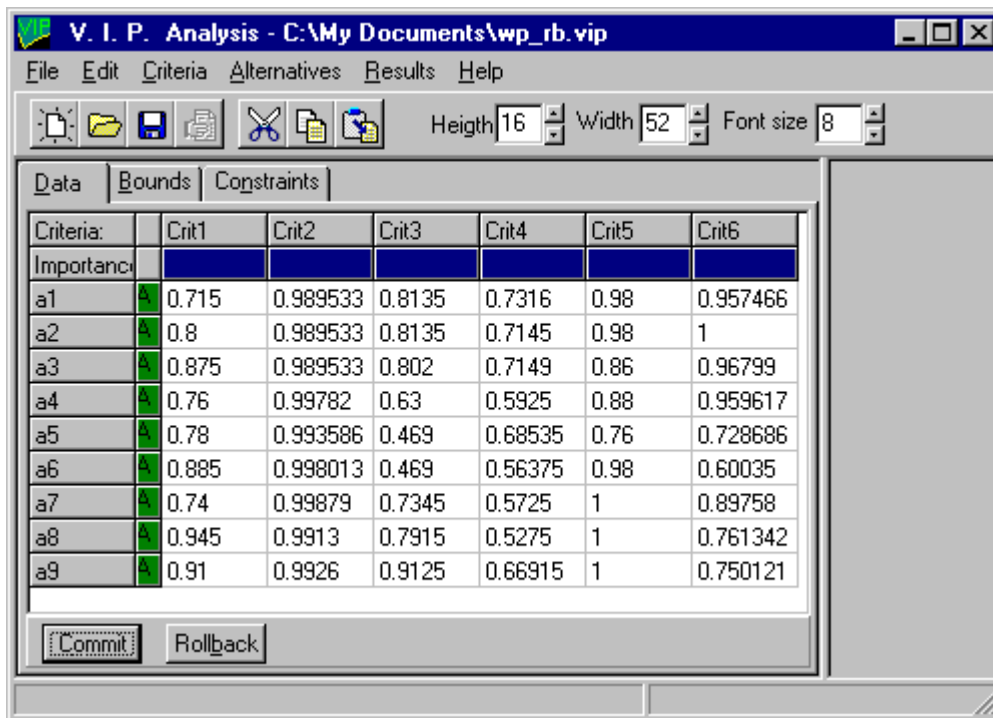 VIP V. I. P. Analysis - C:\My Documents\wp_rb.vip
File Edit Criteria Alternatives Results Help
Heigth 16 Width 52 Font size 8
Data Bounds Constraints
Criteria: Crit1 Crit2 Crit3 Crit4 Crit5 Crit6
Importanc
a1 A 0.715 0.989533 0.8135 0.7316 0.98 0.957466
a2 A 0.8 0.989533 0.8135 0.7145 0.98 1
a3 A 0.875 0.989533 0.802 0.7149 0.86 0.96799
a4 A 0.76 0.99782 0.63 0.5925 0.88 0.959617
a5 A 0.78 0.993586 0.469 0.68535 0.76 0.728686
a6 A 0.885 0.998013 0.469 0.56375 0.98 0.60035
a7 A 0.74 0.99879 0.7345 0.5725 1 0.89758
a8 A 0.945 0.9913 0.7915 0.5275 1 0.761342
a9 A 0.91 0.9926 0.9125 0.66915 1 0.750121
Commit Rollback